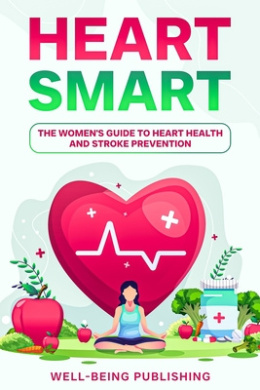 HEART
SMART
THE WOMEN'S GUIDE TO HEART HEALTH
AND STROKE PREVENTION
WELL-BEING PUBLISHING